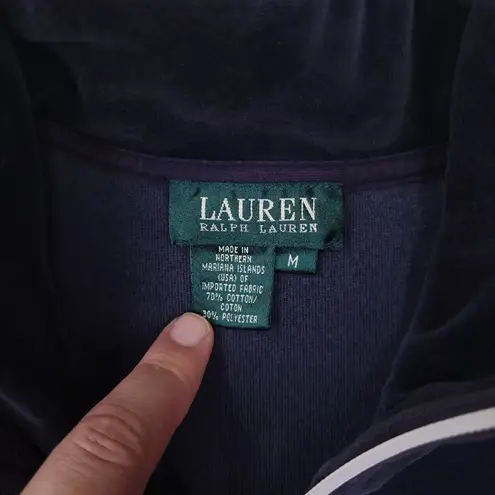 LAUREN
RALPH LAUREN
MADE IN
NORTHERN
MARIANA ISLANDS
(USA) OF
IMPORTED FABRIC
70% COTTON/
COTON
30% POLYESTER
M